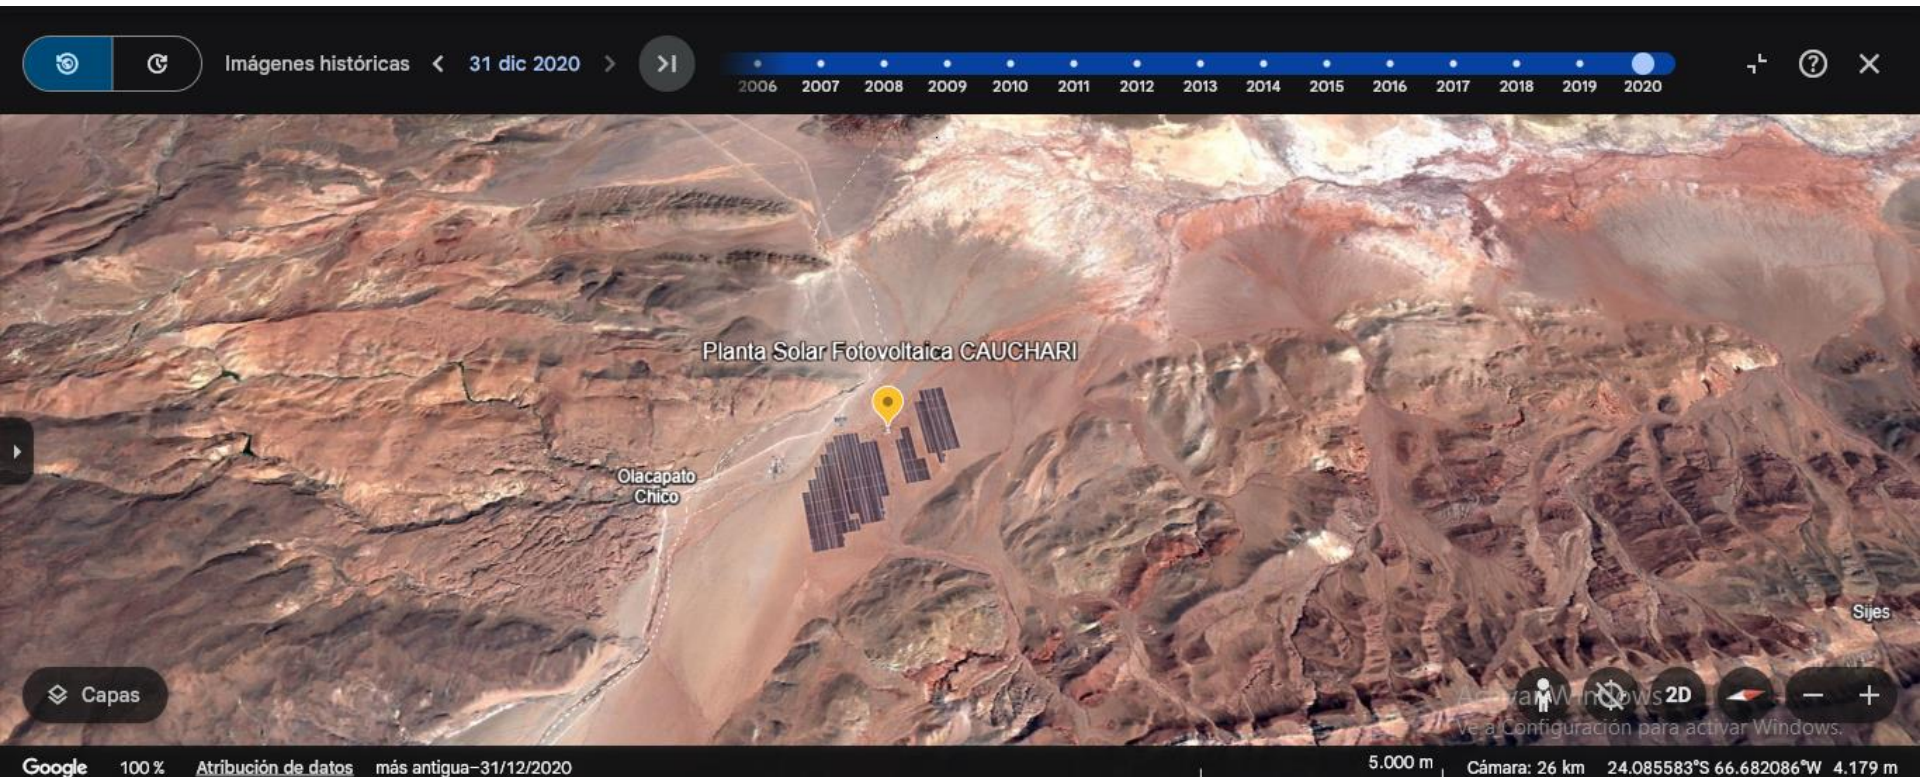 Imágenes históricas
31 dic 2020
2006 2007 2008 2009 2010 2011 2012 2013 2014 2015 2016 2017 2018 2019 2020
Planta Solar Fotovoltaica CAUCHARI
Olacapato
Chico
Sijes
Capas
2D
Activar Windows
Ve a Configuración para activar Windows.
Google 100 % Atribución de datos más antigua–31/12/2020 5.000 m Cámara: 26 km 24.085583°S 66.682086°W 4.179 m